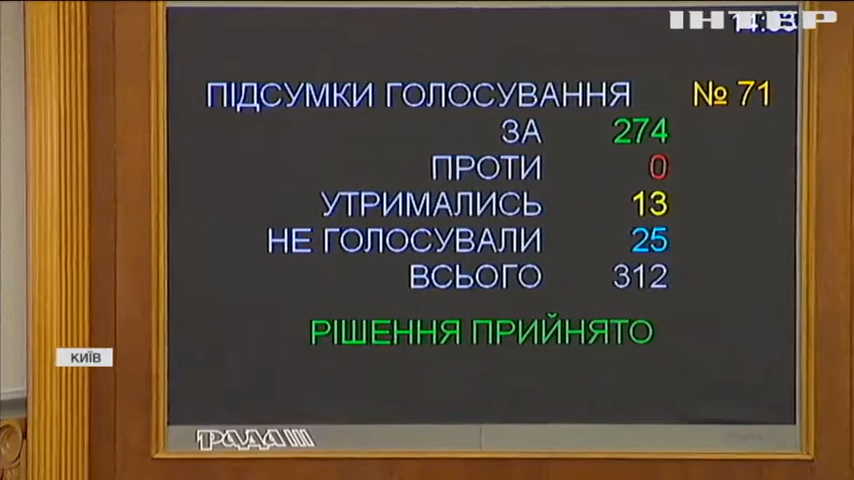 ІНТЕР
ПІДСУМКИ ГОЛОСУВАННЯ № 71
ЗА 274
ПРОТИ 0
УТРИМАЛИСЬ 13
НЕ ГОЛОСУВАЛИ 25
ВСЬОГО 312
РІШЕННЯ ПРИЙНЯТО
КИЇВ
РАДА